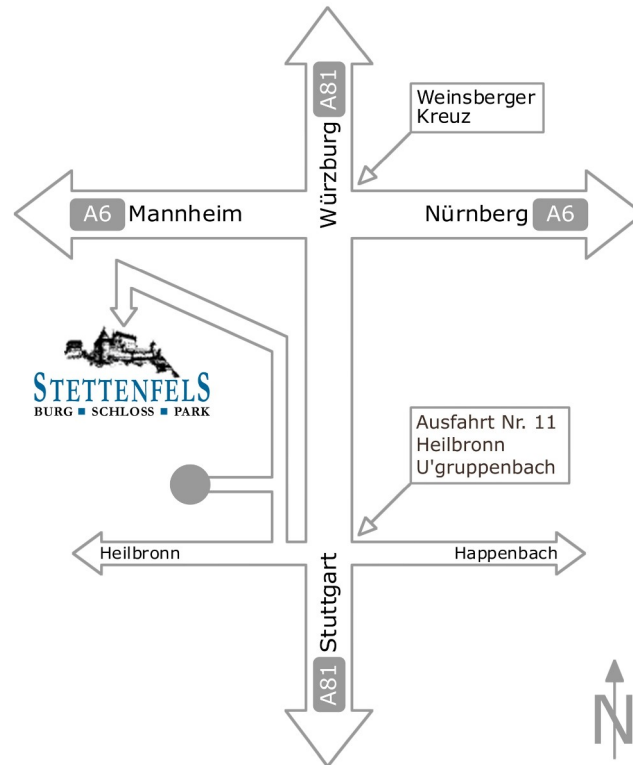 A81
Würzburg
Weinsberger
Kreuz
A6 Mannheim
Nürnberg A6
STETTENFELS
BURG ■ SCHLOSS ■ PARK
Ausfahrt Nr. 11
Heilbronn
U'gruppenbach
Heilbronn
Happenbach
Stuttgart
A81
N